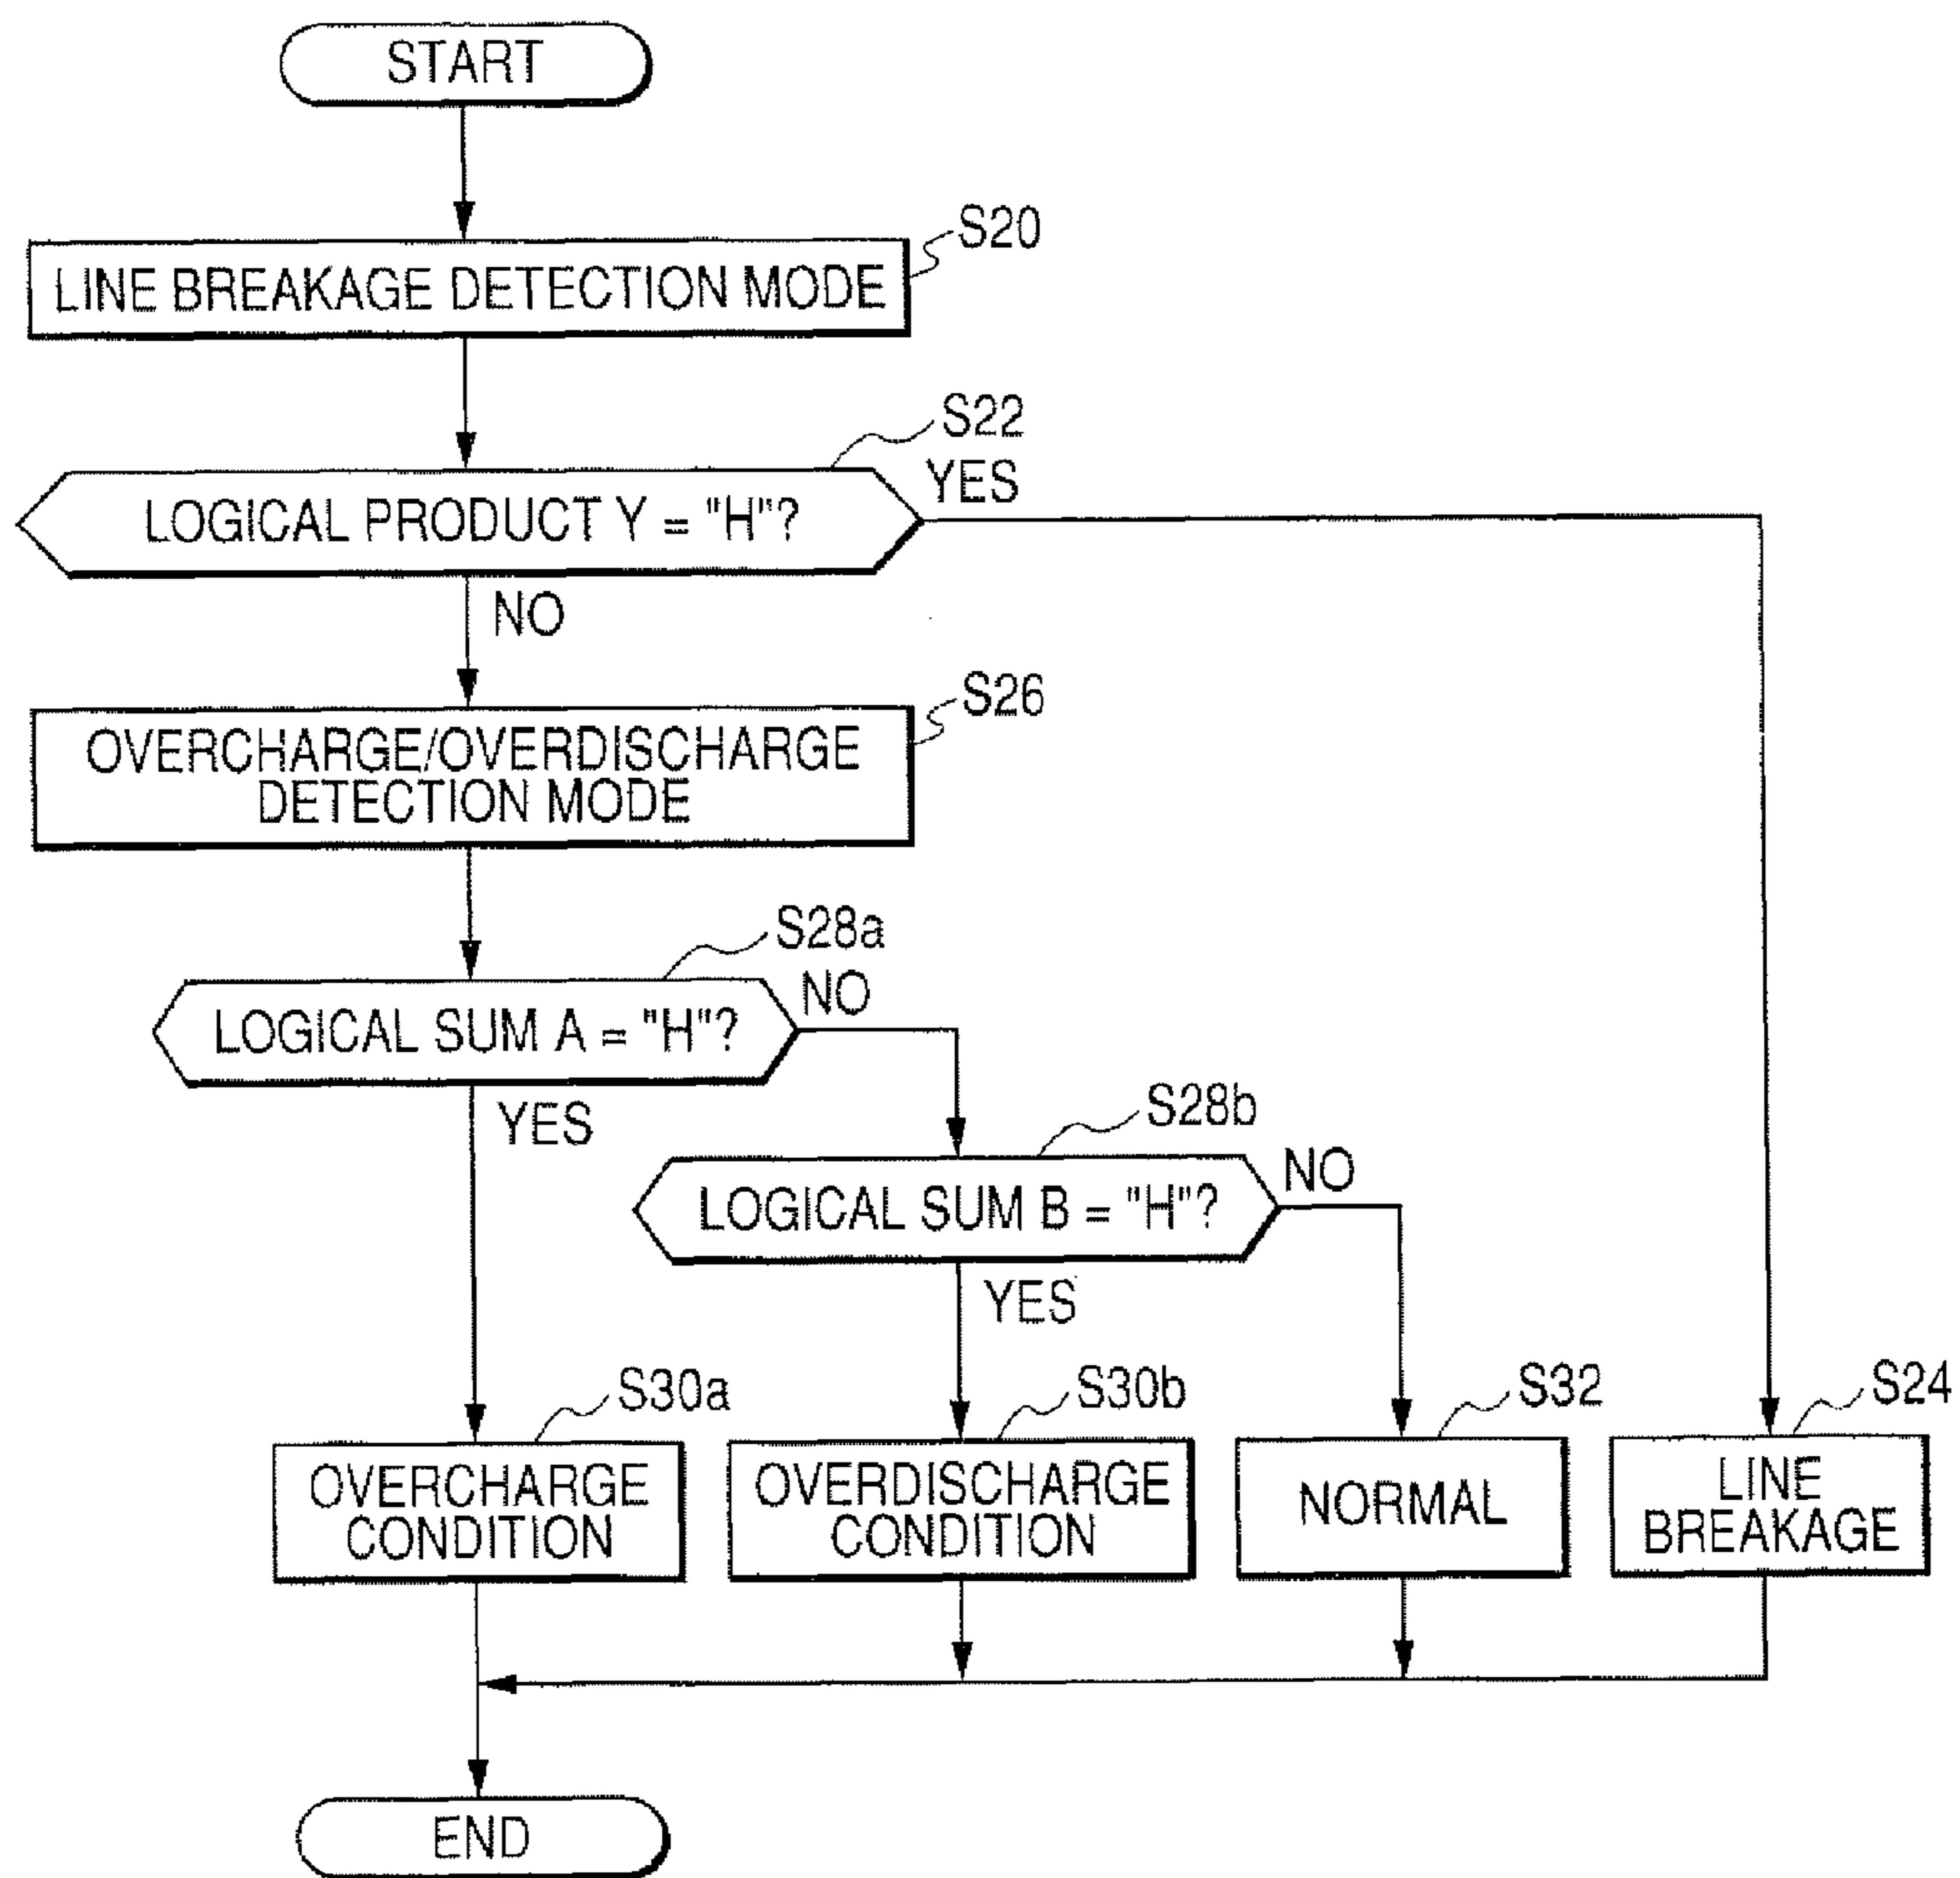 START
S20
LINE BREAKAGE DETECTION MODE
S22
YES
LOGICAL PRODUCT Y = "H"?
NO
S26
OVERCHARGE/OVERDISCHARGE
DETECTION MODE
S28a
NO
LOGICAL SUM A = "H"?
YES
S28b
NO
LOGICAL SUM B = "H"?
YES
S30a
OVERCHARGE
CONDITION
S30b
OVERDISCHARGE
CONDITION
S32
NORMAL
S24
LINE
BREAKAGE
END